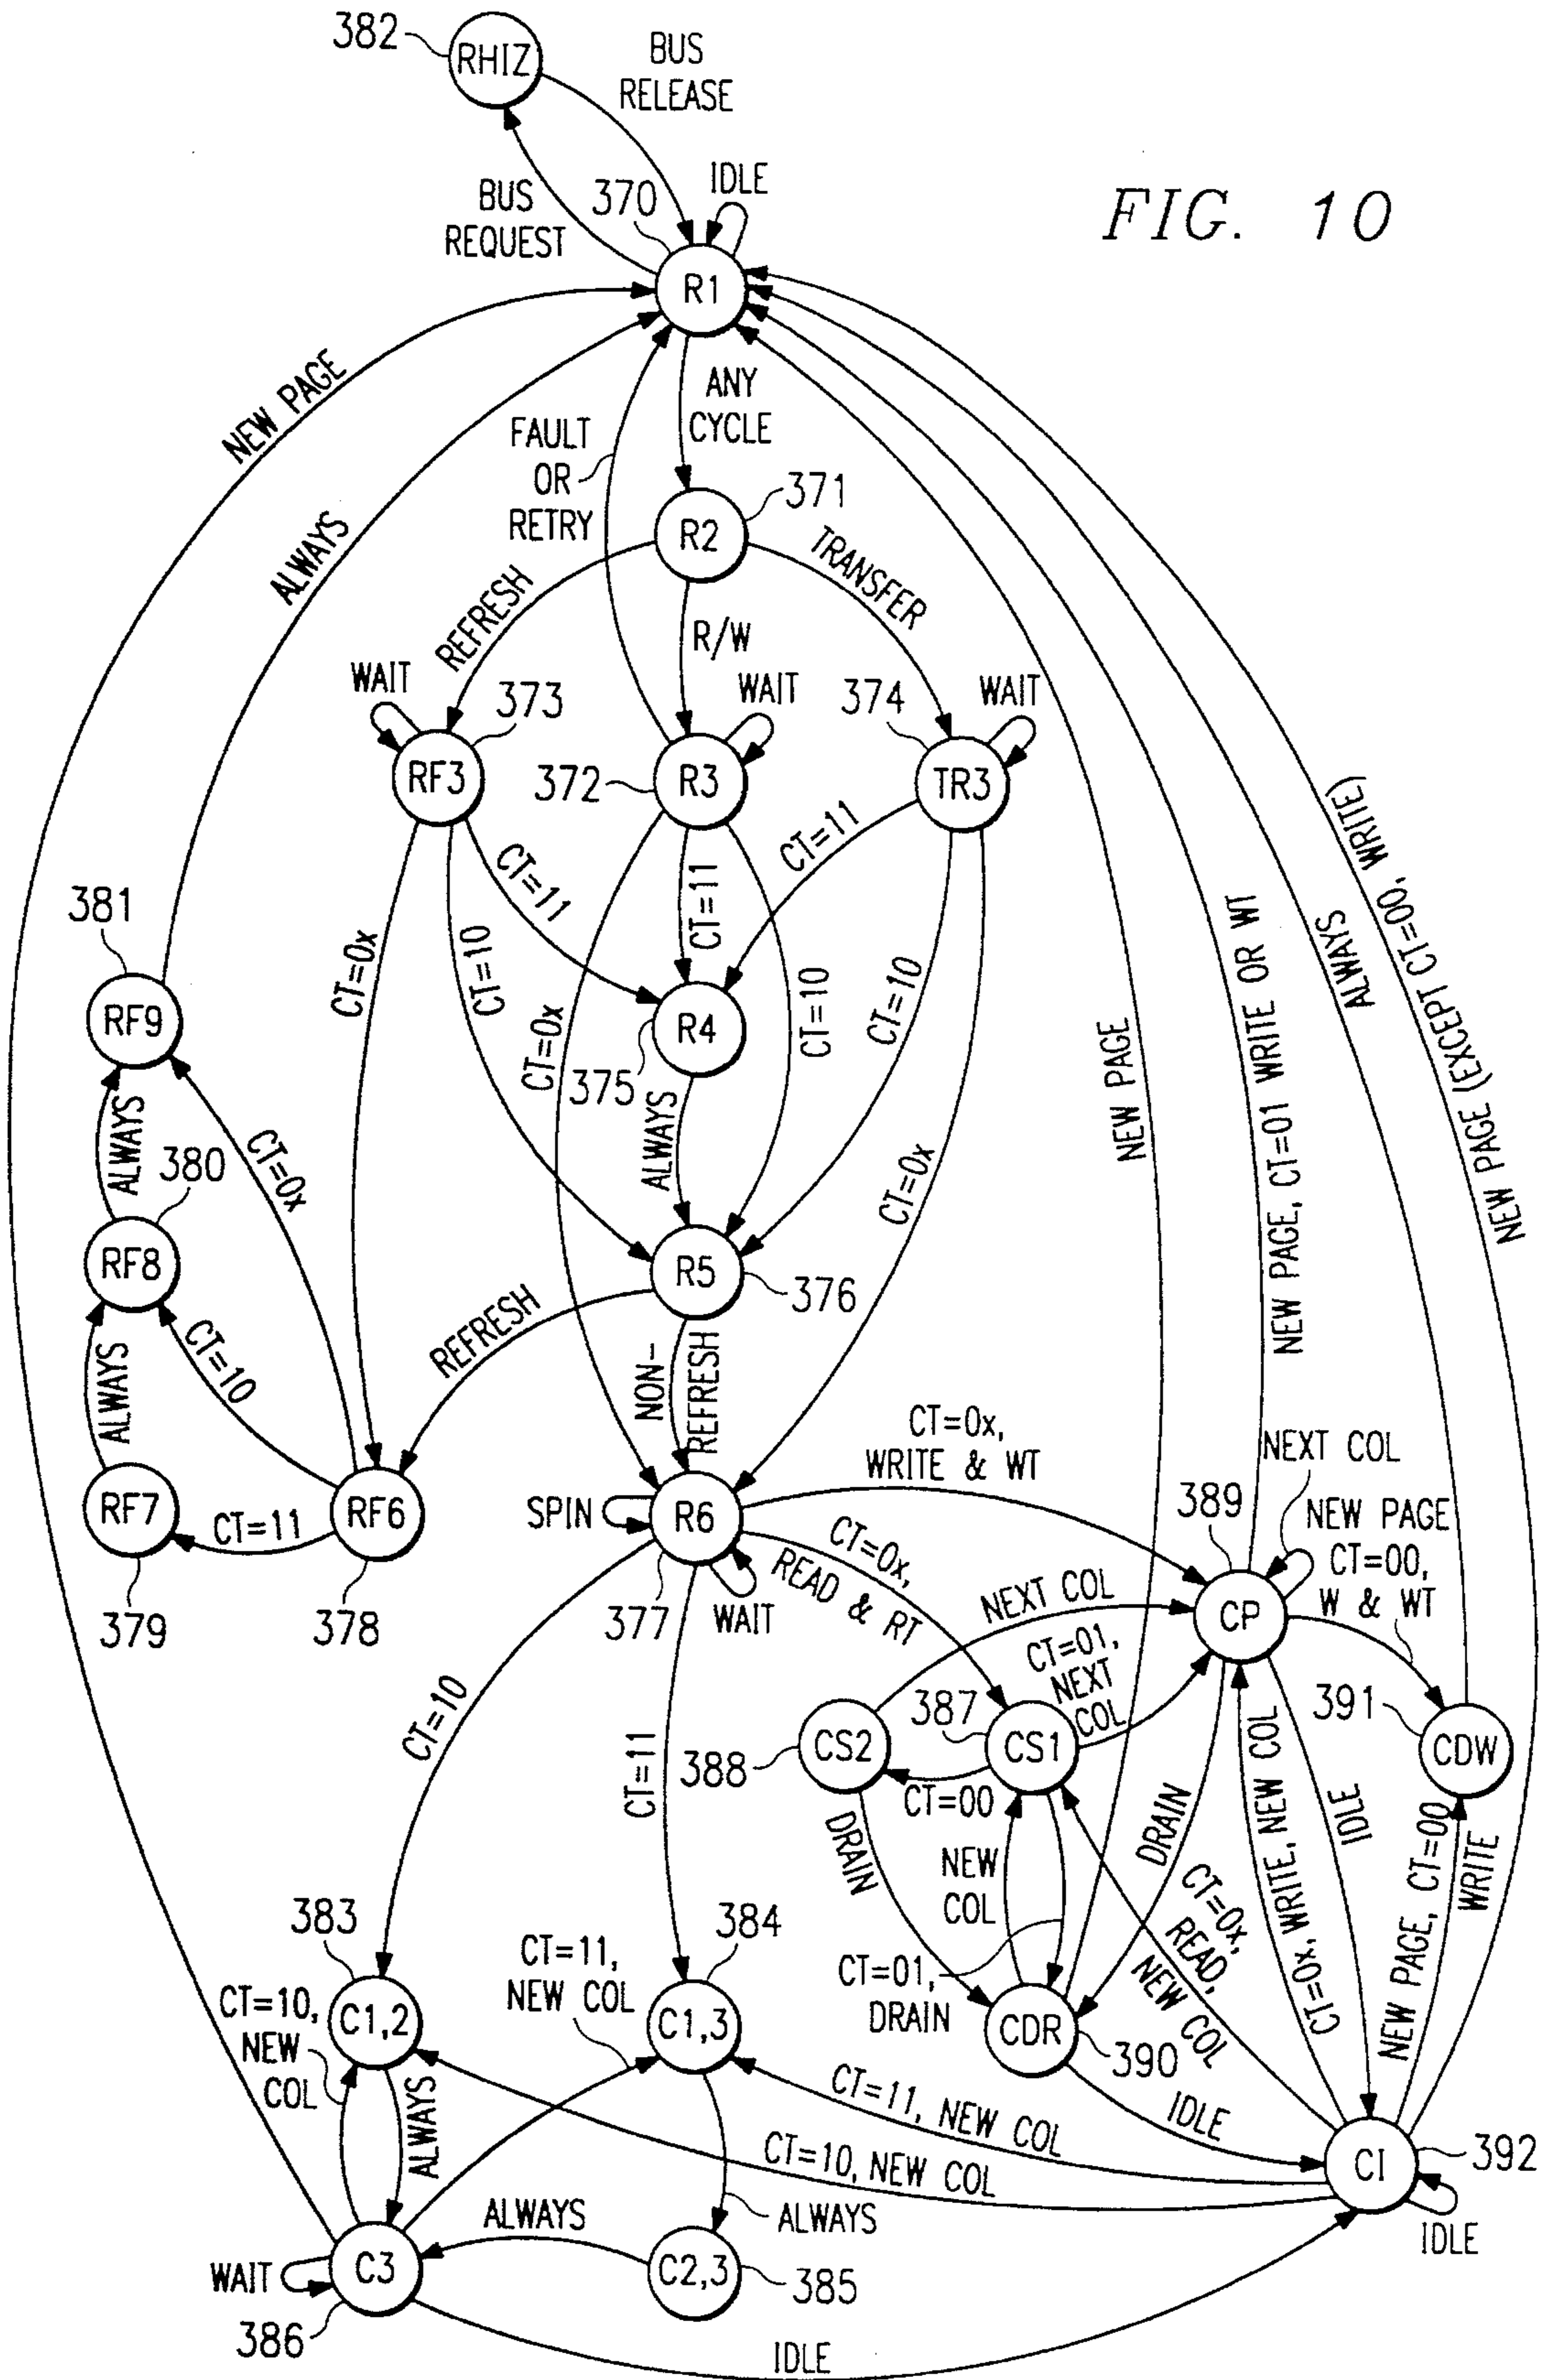 382
RHIZ
BUS
RELEASE
FIG. 10
BUS
REQUEST
370
IDLE
R1
NEW PAGE
ALWAYS
FAULT
OR
RETRY
ANY
CYCLE
R2
371
REFRESH
R/W
TRANSFER
WAIT
373
WAIT
374
WAIT
RF3
372
R3
TR3
NEW PAGE
NEW PAGE, CT=01 WRITE OR WT
ALWAYS
NEW PAGE (EXCEPT CT=00, WRITE)
381
RF9
CT=0x
CT=10
CT=11
CT=0x
CT=11
CT=10
CT=11
CT=10
CT=0x
R4
375
ALWAYS
ALWAYS
380
CT=0x
RF8
R5
376
ALWAYS
CT=10
REFRESH
NON-
REFRESH
RF7
CT=11
RF6
379
378
SPIN
R6
377
WAIT
CT=0x,
WRITE & WT
CT=0x,
READ & RT
389
NEXT COL
NEW PAGE
CT=00,
W & WT
CP
NEXT COL
CT=01,
NEXT
COL
CT=10
CT=11
CS2
388
387
CS1
CT=00
391
CDW
DRAIN
NEW
COL
DRAIN
IDLE
CT=0x,
READ,
NEW COL
CT=0x, WRITE, NEW COL
NEW PAGE, CT=00
WRITE
383
C1,2
CT=10,
NEW
COL
ALWAYS
CT=11,
NEW COL
384
C1,3
CT=01,
DRAIN
CDR
390
CT=11, NEW COL
CT=10, NEW COL
IDLE
CI
392
IDLE
ALWAYS
ALWAYS
WAIT
C3
386
C2,3
385
IDLE